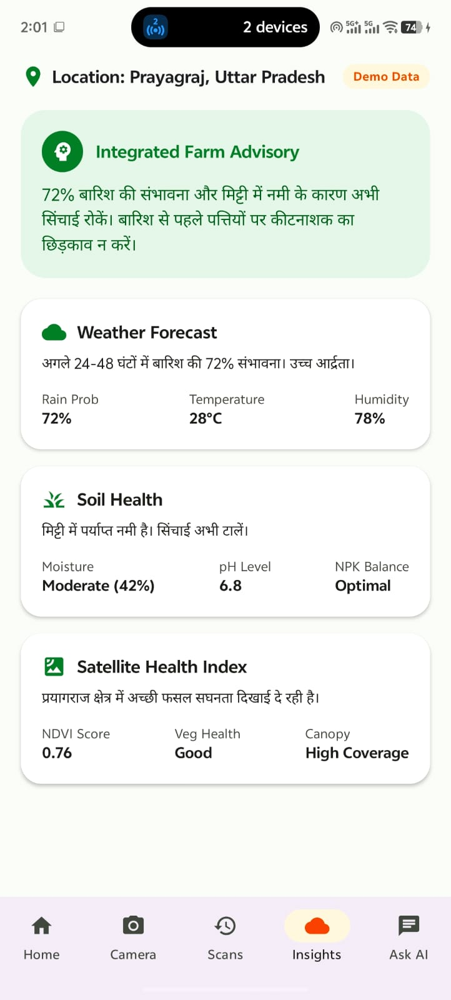 2:01
2
2 devices
5G+ 5G 74
Location: Prayagraj, Uttar Pradesh
Demo Data
Integrated Farm Advisory
72% बारिश की संभावना और मिट्टी में नमी के कारण अभी
सिंचाई रोकें। बारिश से पहले पत्तियों पर कीटनाशक का
छिड़काव न करें।
Weather Forecast
अगले 24-48 घंटों में बारिश की 72% संभावना। उच्च आर्द्रता।
Rain Prob Temperature Humidity
72% 28°C 78%
Soil Health
मिट्टी में पर्याप्त नमी है। सिंचाई अभी टालें।
Moisture pH Level NPK Balance
Moderate (42%) 6.8 Optimal
Satellite Health Index
प्रयागराज क्षेत्र में अच्छी फसल सघनता दिखाई दे रही है।
NDVI Score Veg Health Canopy
0.76 Good High Coverage
Home Camera Scans Insights Ask AI